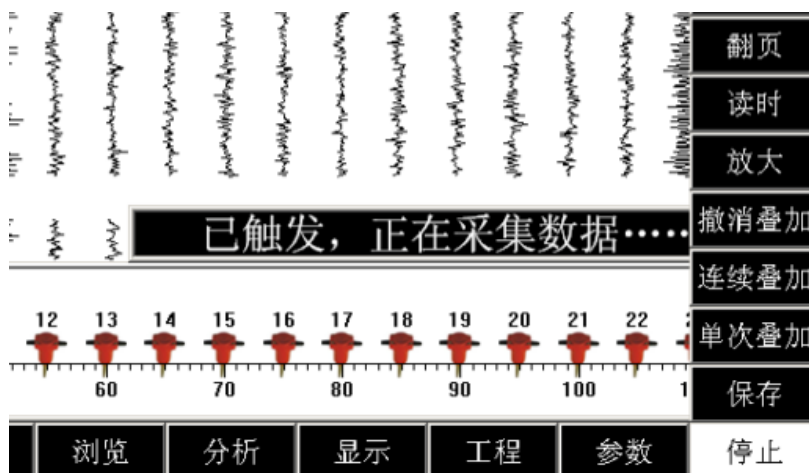 翻页
读时
放大
撤消叠加
已触发，正在采集数据·····
连续叠加
12 13 14 15 16 17 18 19 20 21 22
单次叠加
60 70 80 90 100
保存
浏览 分析 显示 工程 参数 停止